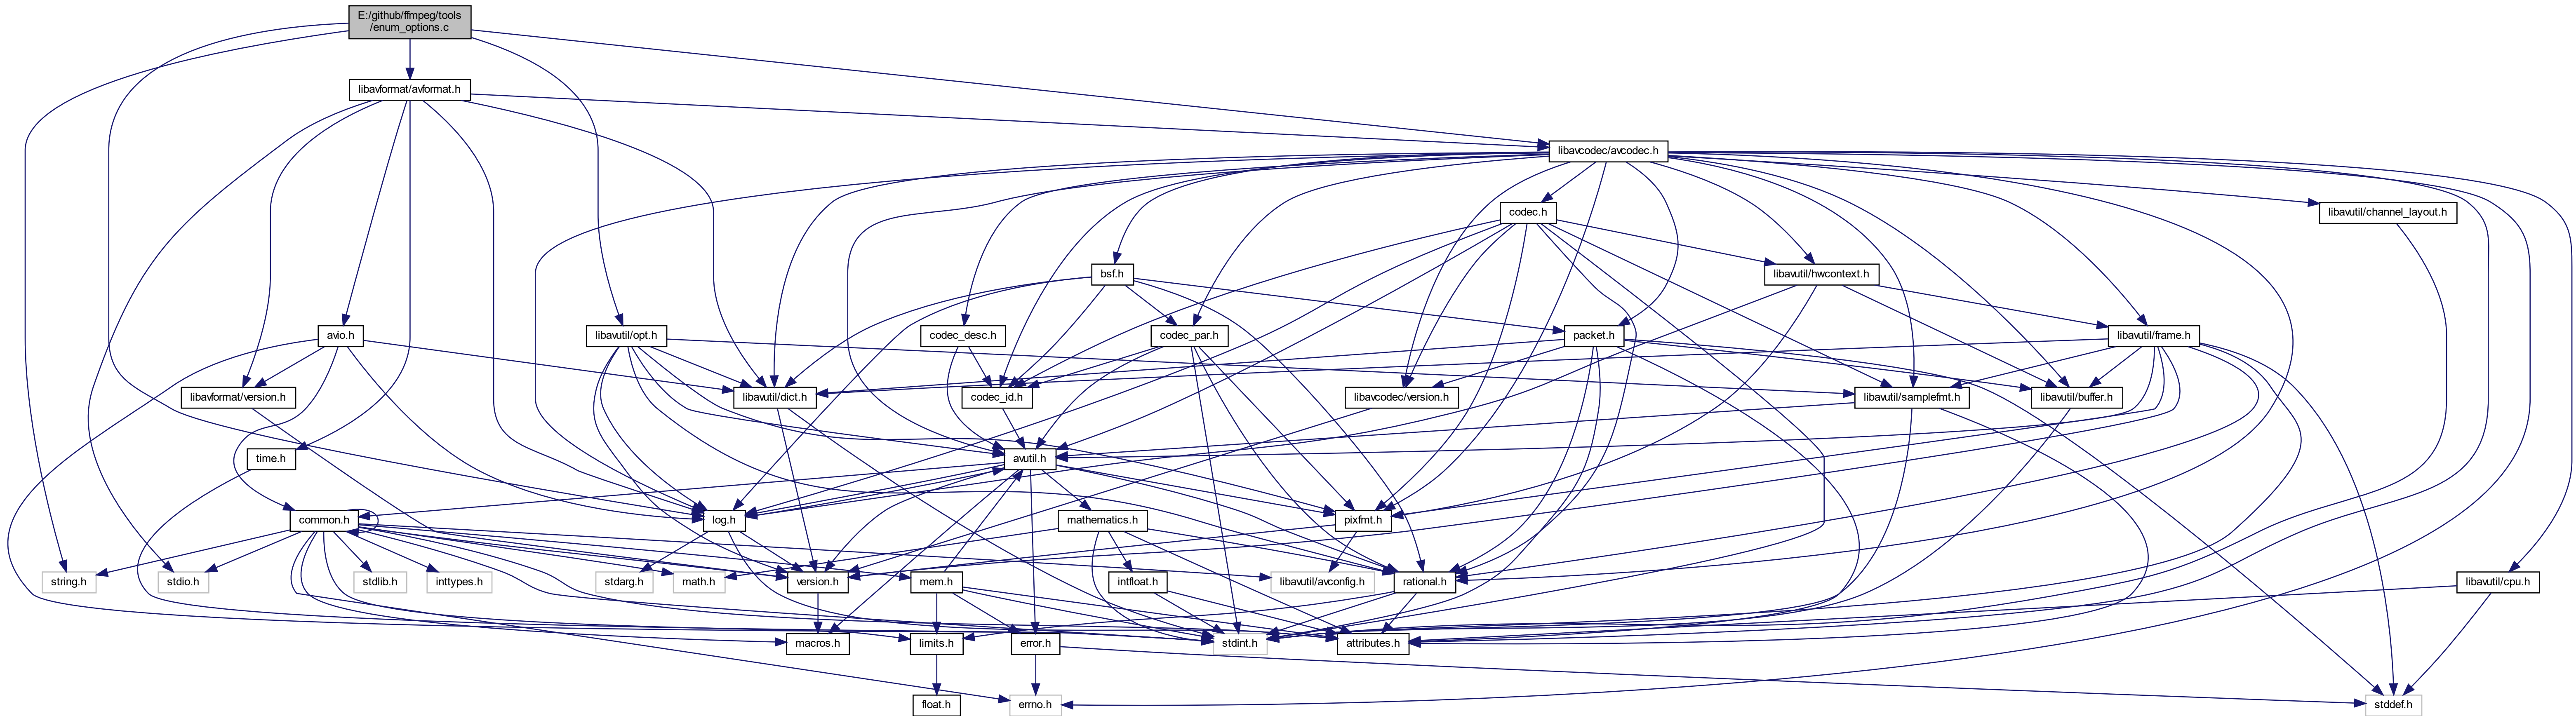 E:/github/ffmpeg/tools
/enum_options.c
libavformat/avformat.h
libavcodec/avcodec.h
codec.h
libavutil/channel_layout.h
bsf.h
libavutil/hwcontext.h
avio.h
libavutil/opt.h
codec_desc.h
codec_par.h
packet.h
libavutil/frame.h
libavformat/version.h
libavutil/dict.h
codec_id.h
libavcodec/version.h
libavutil/samplefmt.h
libavutil/buffer.h
time.h
avutil.h
common.h
log.h
mathematics.h
pixfmt.h
string.h
stdio.h
stdlib.h
inttypes.h
stdarg.h
math.h
version.h
mem.h
intfloat.h
libavutil/avconfig.h
rational.h
libavutil/cpu.h
macros.h
limits.h
error.h
stdint.h
attributes.h
float.h
errno.h
stddef.h